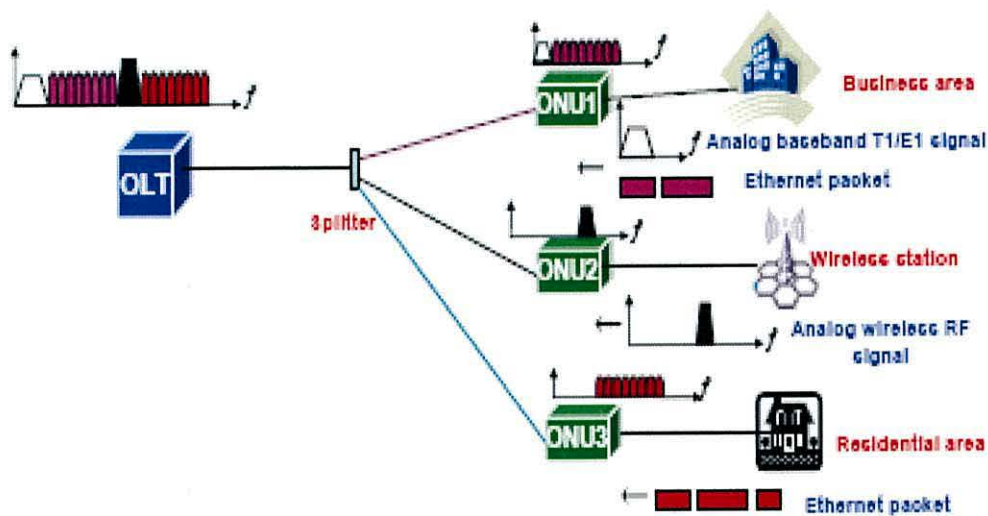 f
f
ONU1
Business area
OLT
f
Analog baseband T1/E1 signal
Ethernet packet
Splitter
f
ONU2
Wireless station
f
Analog wireless RF
signal
f
ONU3
Residential area
Ethernet packet